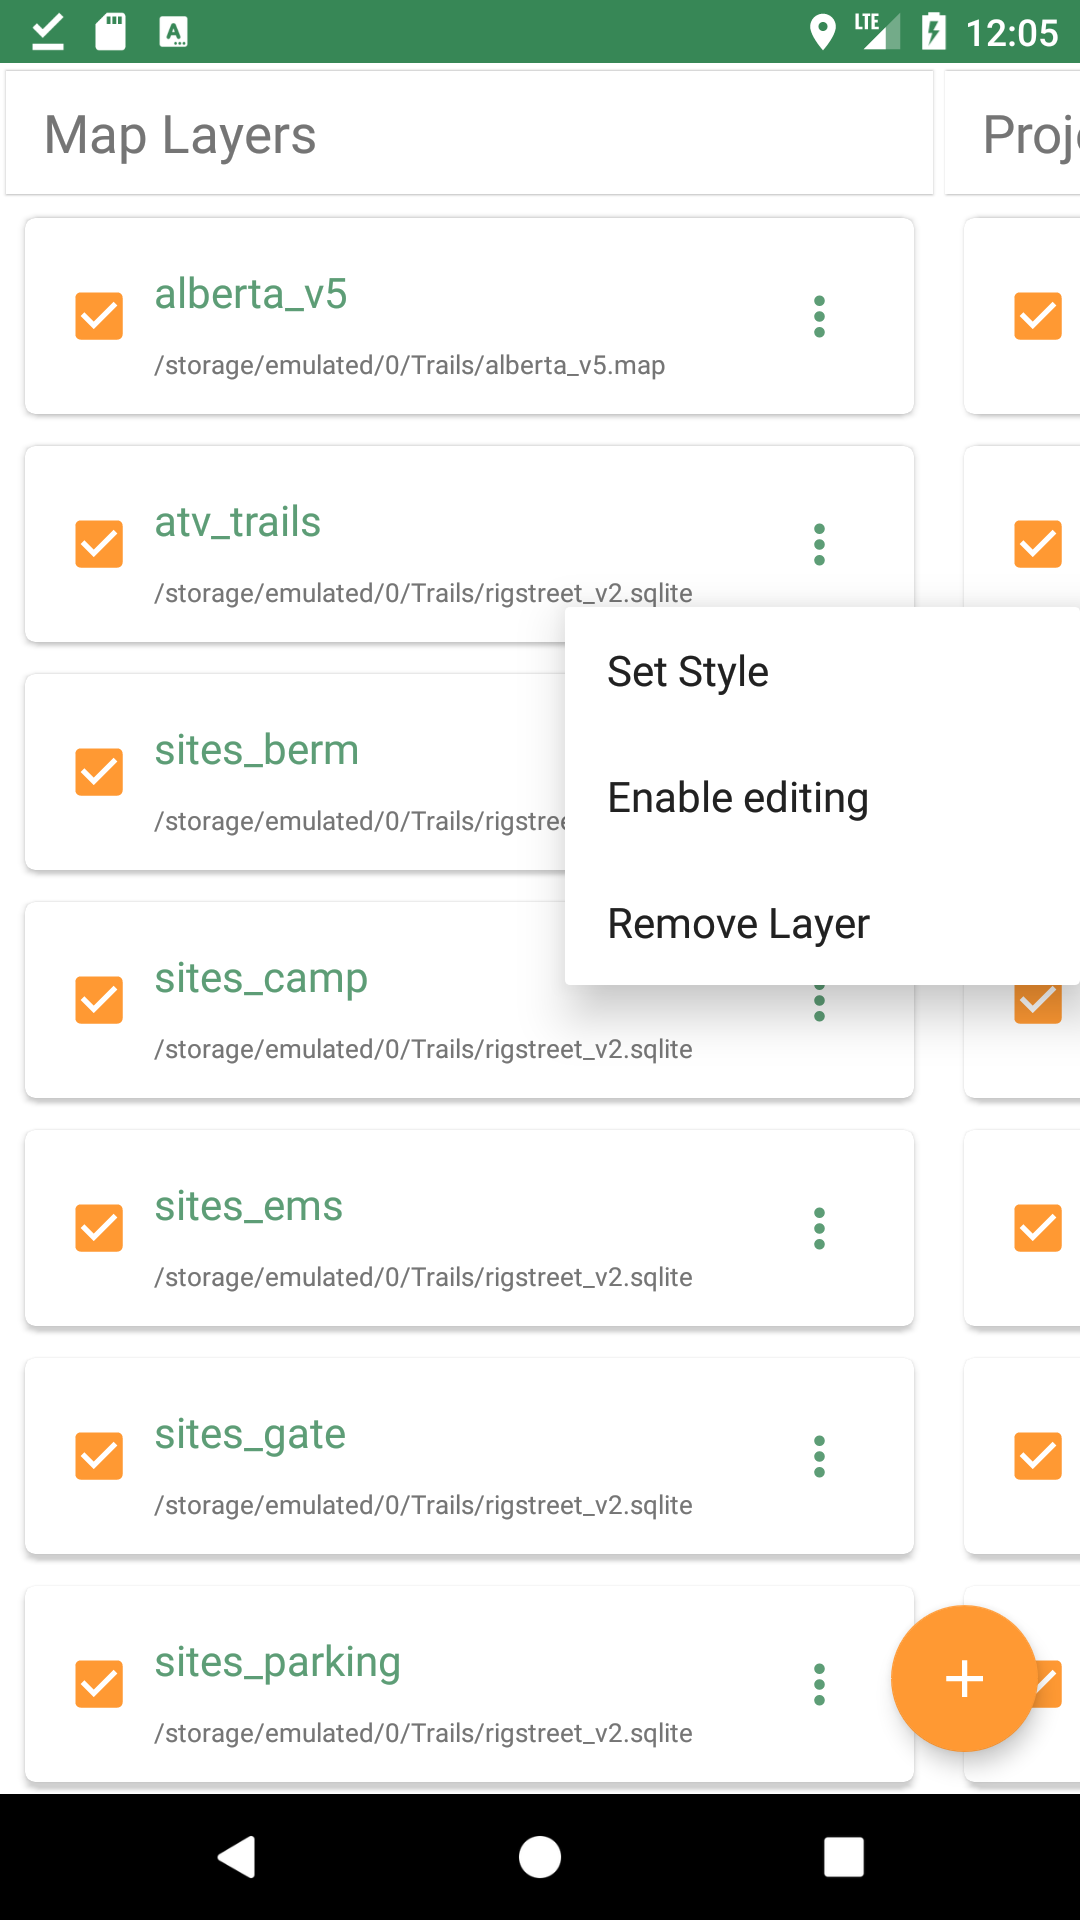 LTE 12:05
Map Layers
Proj
alberta_v5
/storage/emulated/0/Trails/alberta_v5.map
atv_trails
/storage/emulated/0/Trails/rigstreet_v2.sqlite
Set Style
Enable editing
Remove Layer
sites_berm
/storage/emulated/0/Trails/rigstre
sites_camp
/storage/emulated/0/Trails/rigstreet_v2.sqlite
sites_ems
/storage/emulated/0/Trails/rigstreet_v2.sqlite
sites_gate
/storage/emulated/0/Trails/rigstreet_v2.sqlite
sites_parking
/storage/emulated/0/Trails/rigstreet_v2.sqlite